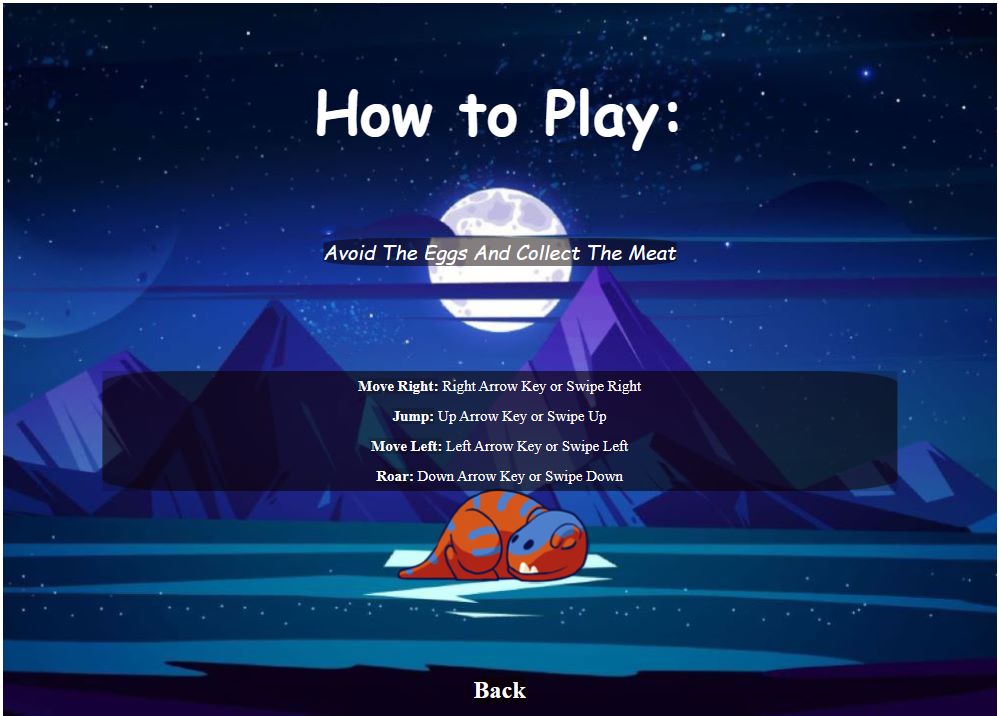 How to Play:
Avoid The Eggs And Collect The Meat
Move Right: Right Arrow Key or Swipe Right
Jump: Up Arrow Key or Swipe Up
Move Left: Left Arrow Key or Swipe Left
Roar: Down Arrow Key or Swipe Down
Back